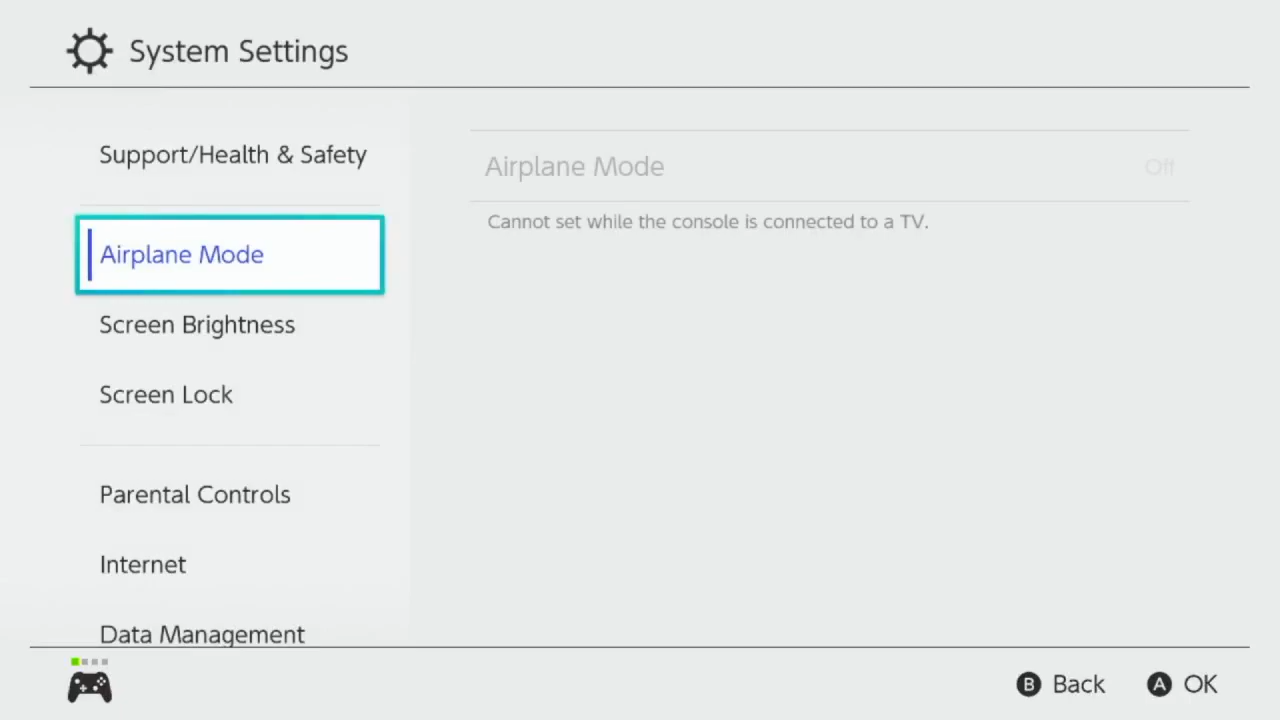 System Settings
Support/Health & Safety
Airplane Mode
Screen Brightness
Screen Lock
Parental Controls
Internet
Data Management
Airplane Mode Off
Cannot set while the console is connected to a TV.
B Back A OK